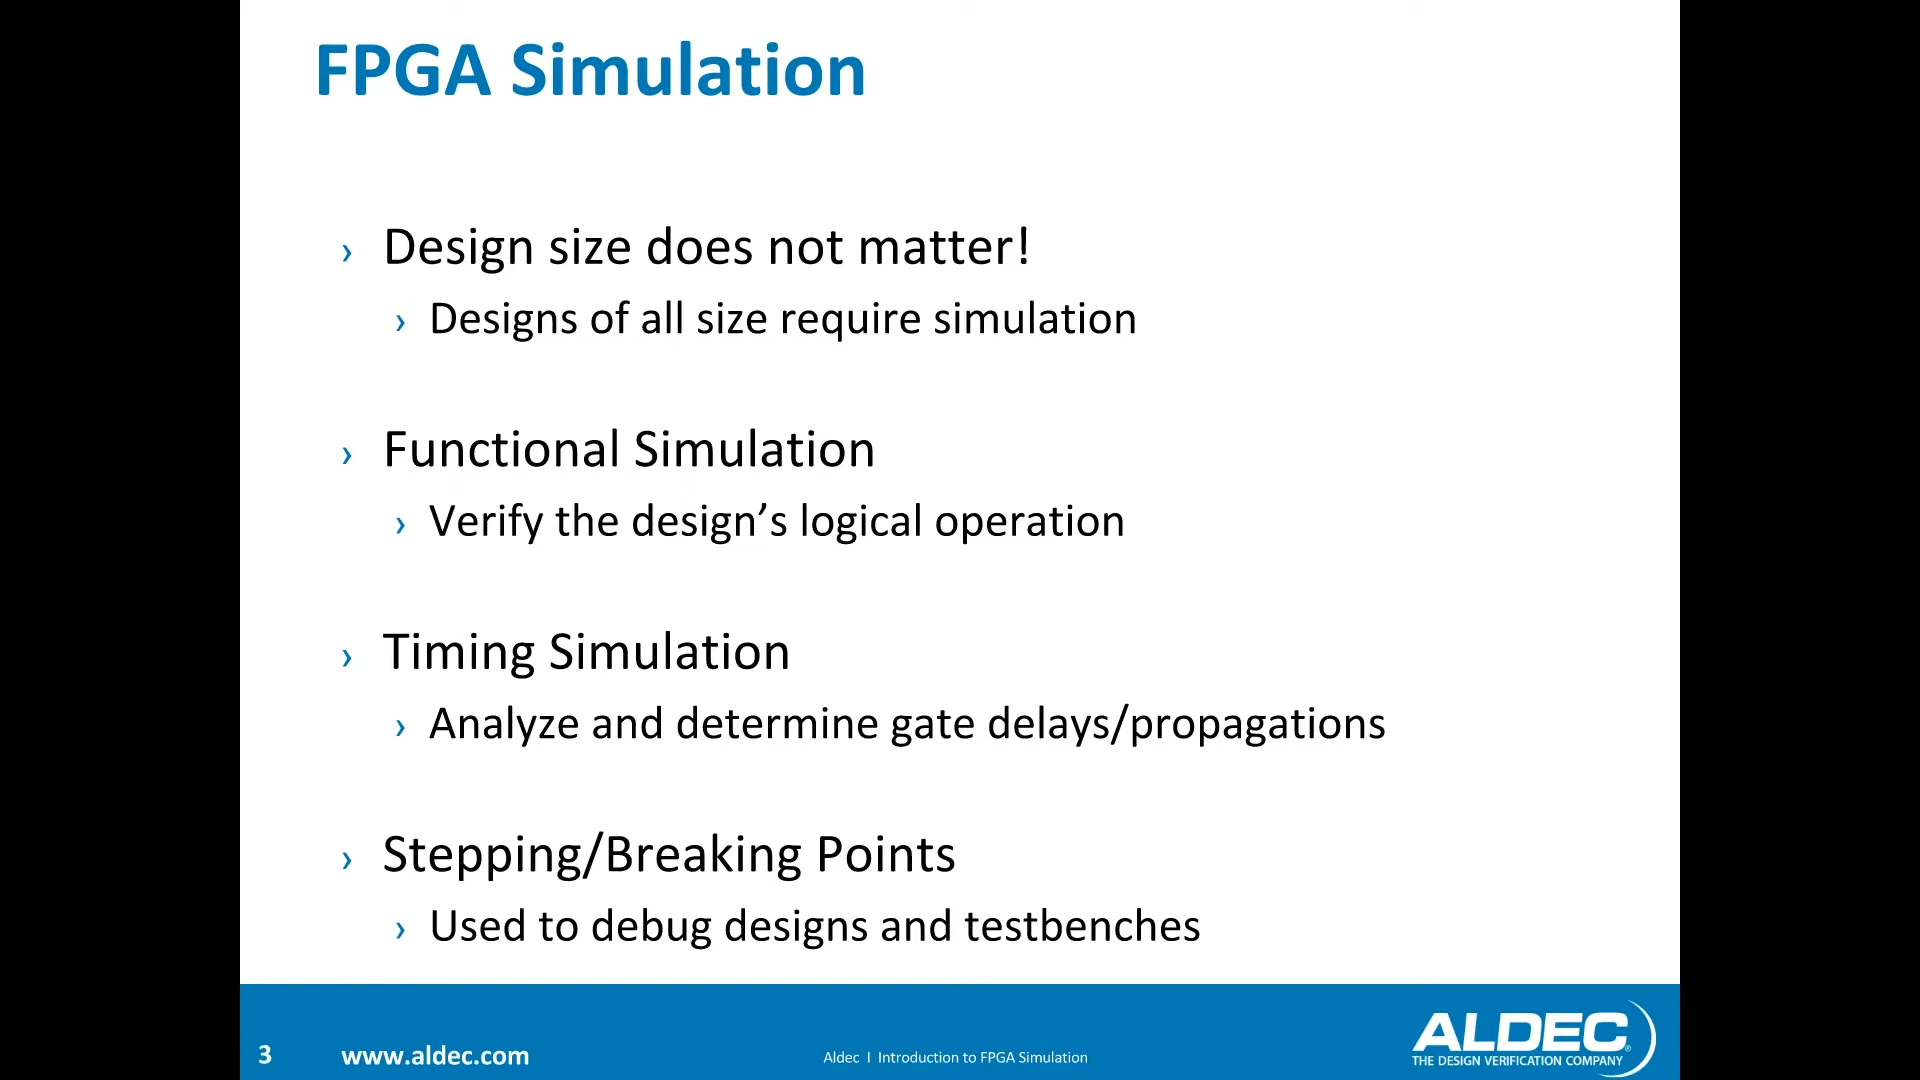 FPGA Simulation
› Design size does not matter!
› Designs of all size require simulation
› Functional Simulation
› Verify the design’s logical operation
› Timing Simulation
› Analyze and determine gate delays/propagations
› Stepping/Breaking Points
› Used to debug designs and testbenches
3 www.aldec.com Aldec I Introduction to FPGA Simulation
ALDEC®
THE DESIGN VERIFICATION COMPANY